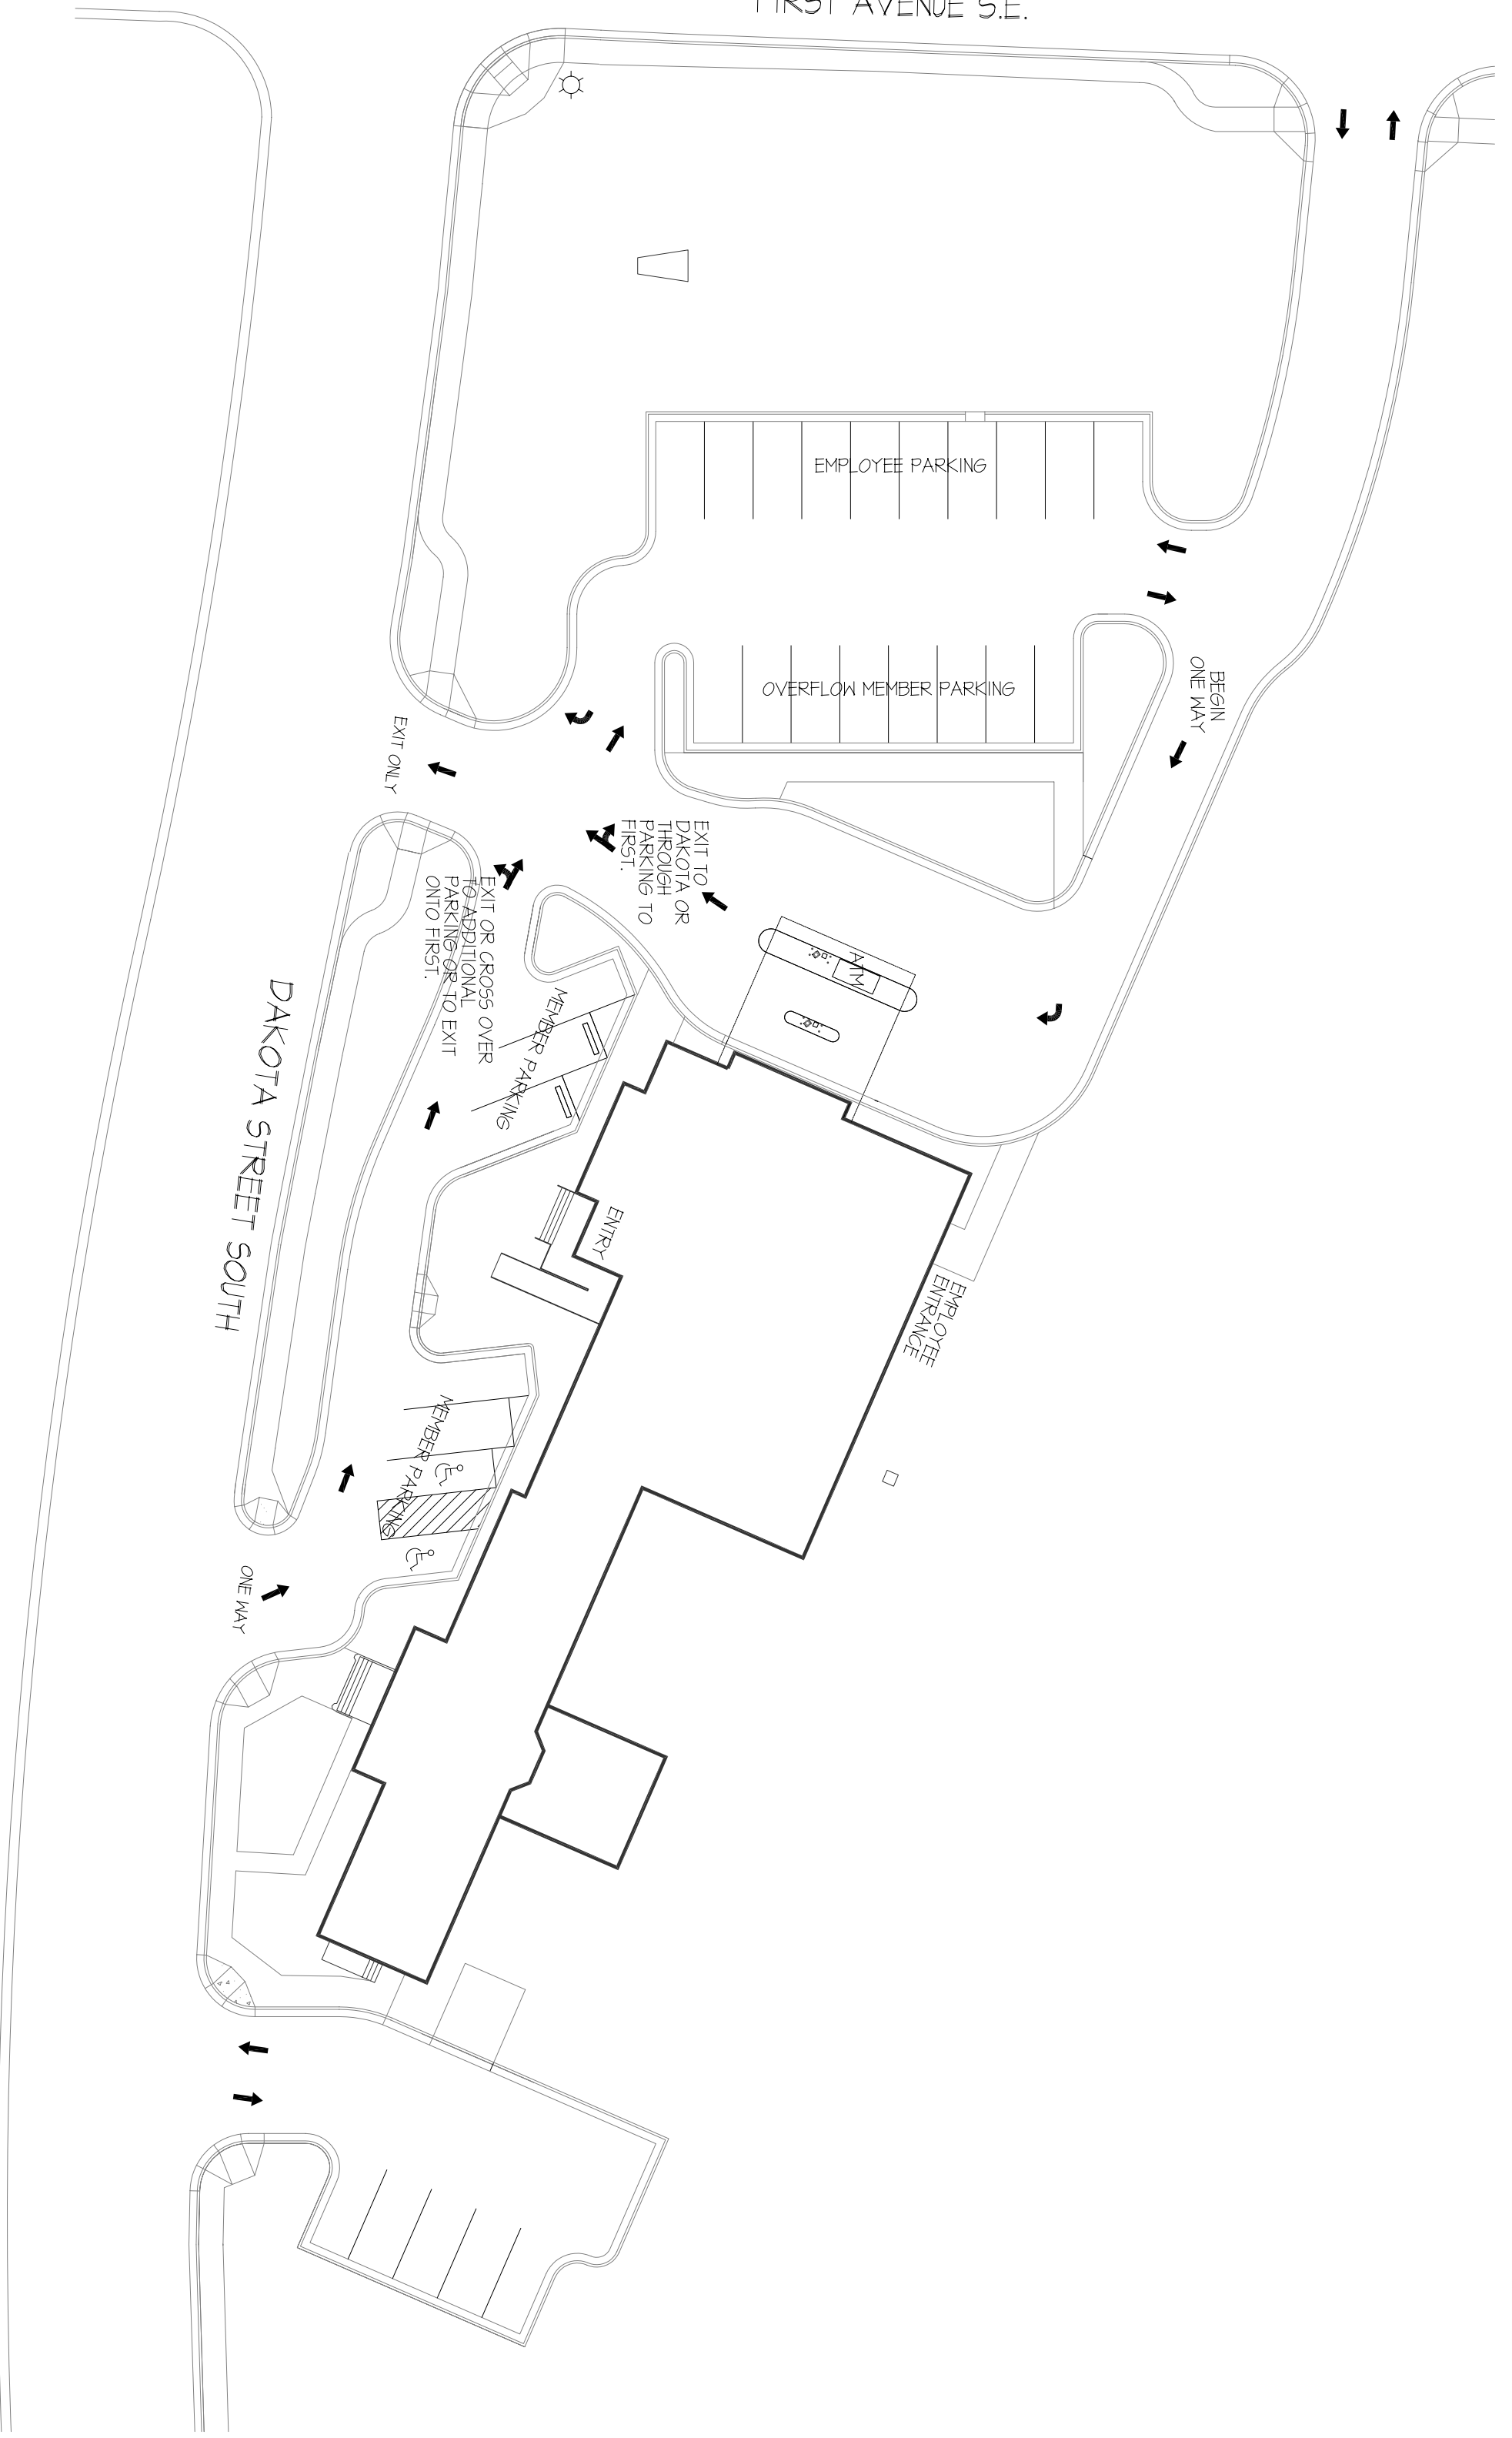 FIRST AVENUE S.E.
EMPLOYEE PARKING
OVERFLOW MEMBER PARKING
BEGIN
ONE WAY
EXIT ONLY
EXIT TO
DAKOTA OR
THROUGH
PARKING TO
FIRST.
EXIT OR CROSS OVER
TO ADDITIONAL
PARKING OR TO EXIT
ONTO FIRST.
ATM
MEMBER PARKING
DAKOTA STREET SOUTH
ENTRY
EMPLOYEE
ENTRANCE
MEMBER PARKING
ONE WAY